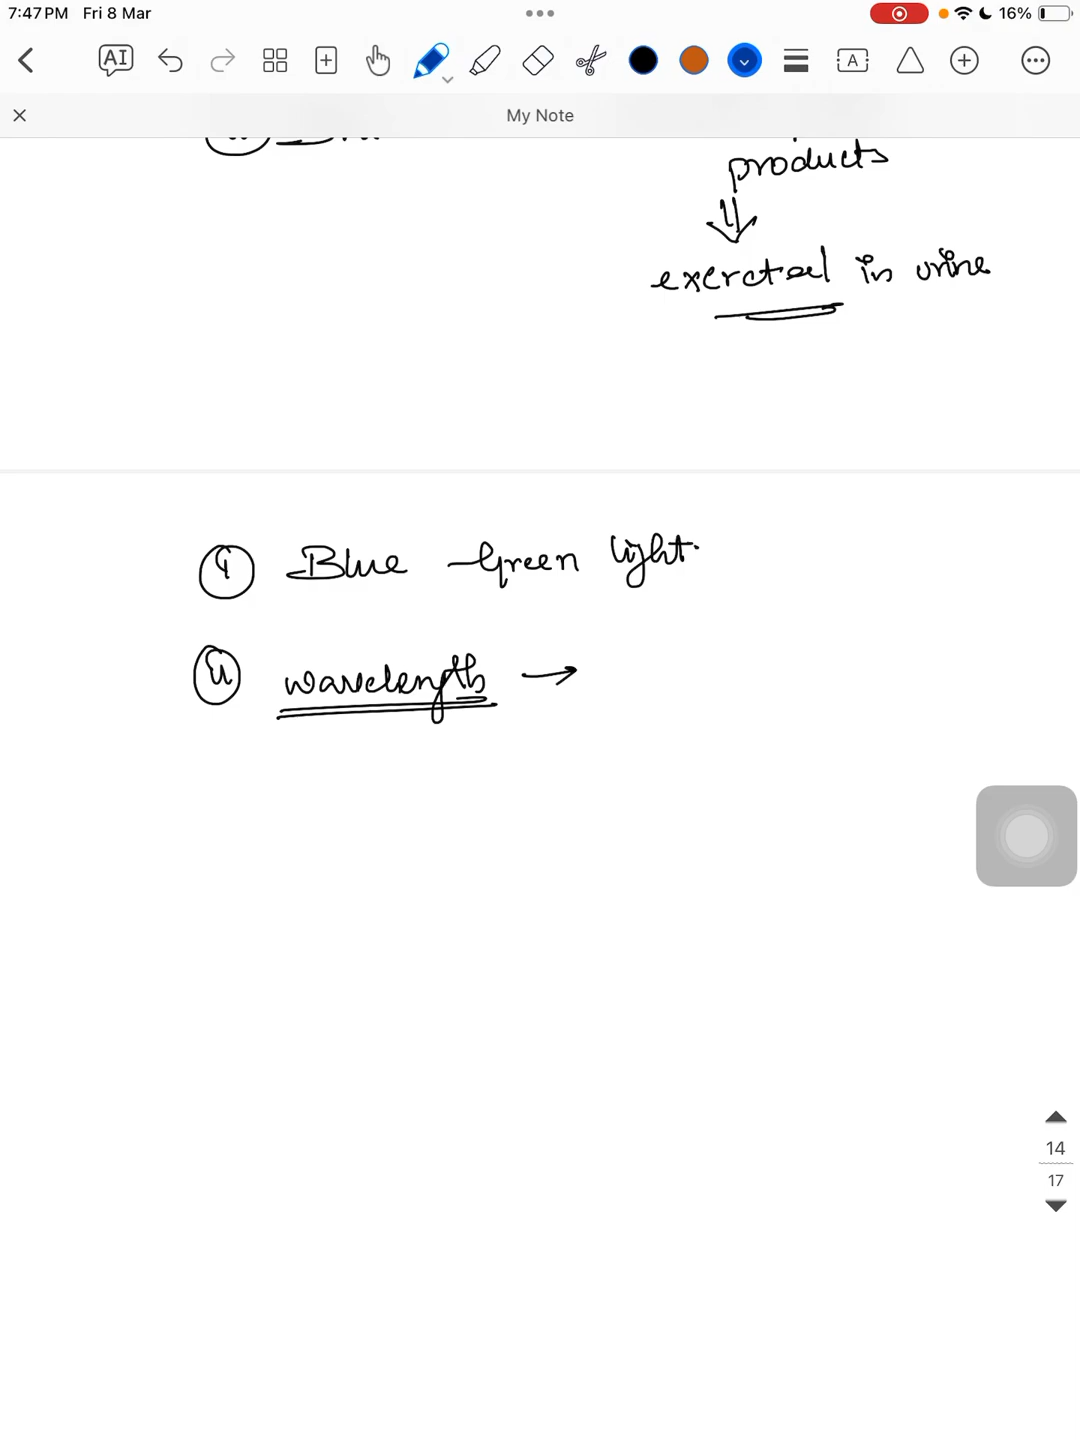 7:47 PM Fri 8 Mar 16%
AI A
My Note
products
excreted in urine
i Blue - Green light.
ii wavelength →
14
17